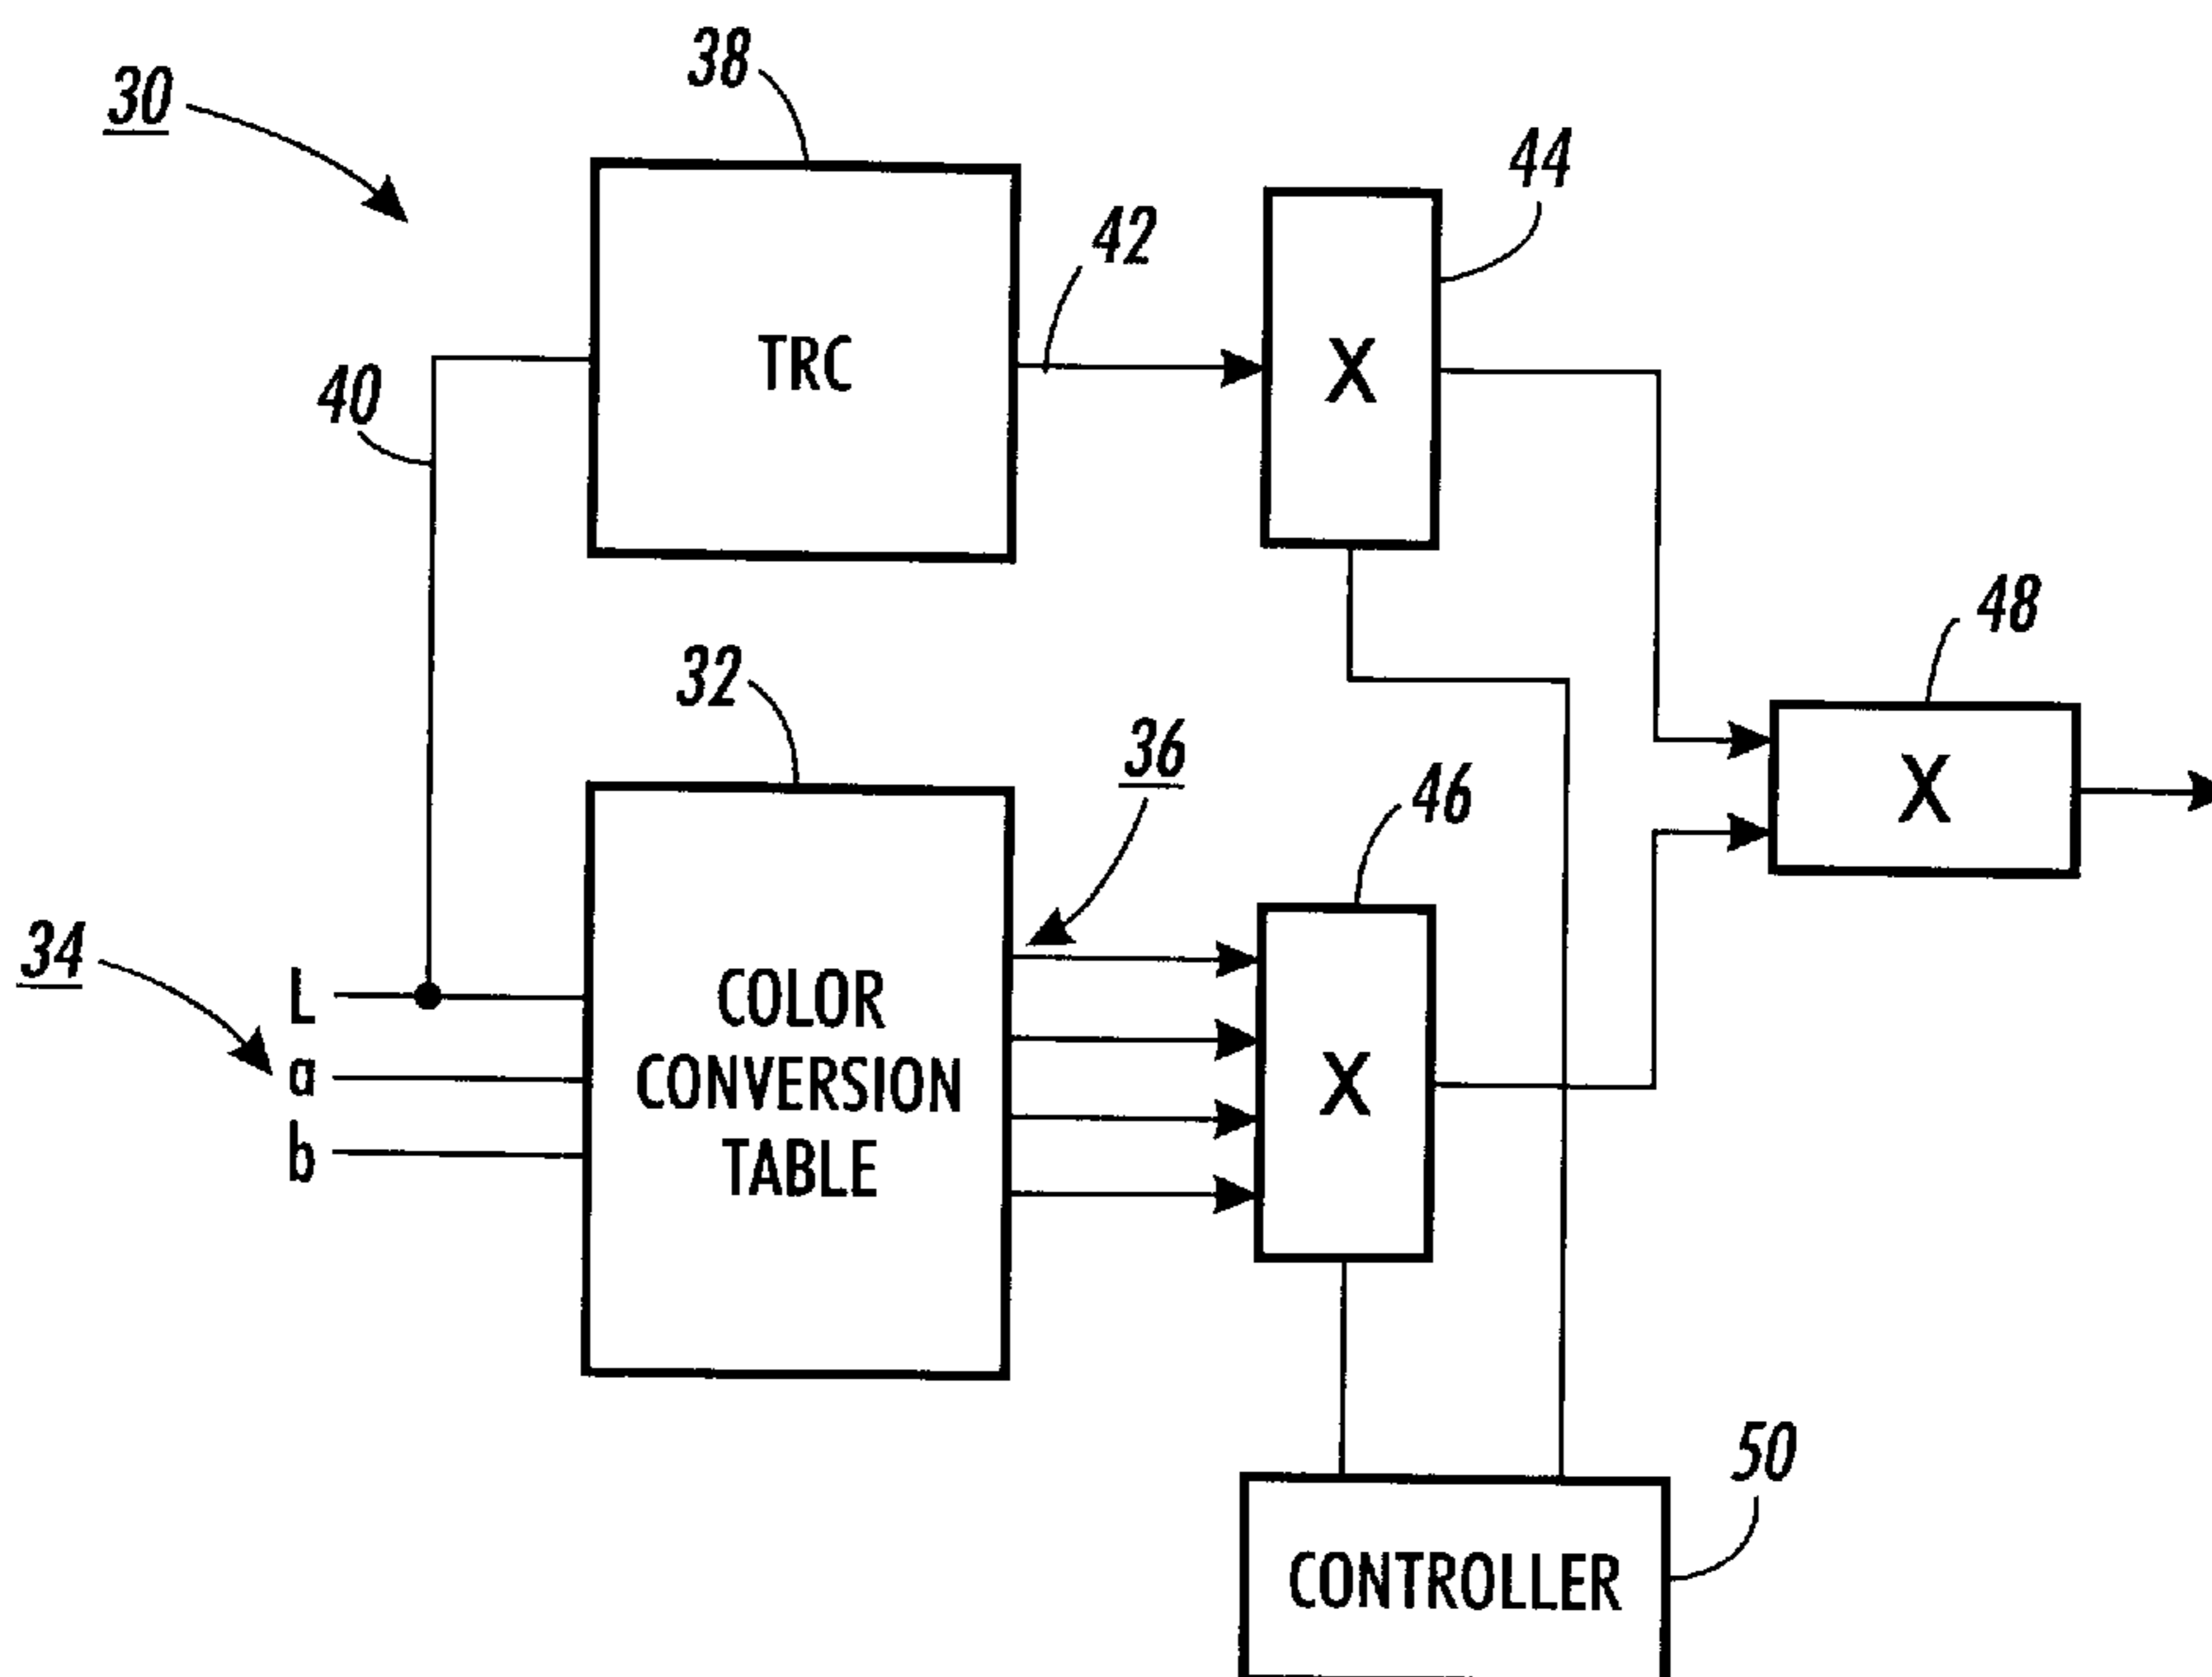 30
38
44
42
TRC
X
40
48
32
36
X
46
34
L
a
b
COLOR
CONVERSION
TABLE
X
50
CONTROLLER